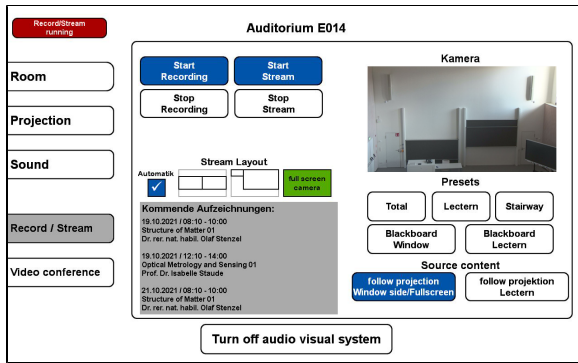 Record/Stream
running
Auditorium E014
Room
Projection
Sound
Record / Stream
Video conference
Start
Recording
Start
Stream
Stop
Recording
Stop
Stream
Stream Layout
Automatik
full screen
camera
Kommende Aufzeichnungen:
19.10.2021 / 08:10 - 10:00
Structure of Matter 01
Dr. rer. nat. habil. Olaf Stenzel
19.10.2021 / 12:10 - 14:00
Optical Metrology and Sensing 01
Prof. Dr. Isabelle Staude
21.10.2021 / 08:10 - 10:00
Structure of Matter 01
Dr. rer. nat. habil. Olaf Stenzel
Kamera
Presets
Total
Lectern
Stairway
Blackboard
Window
Blackboard
Lectern
Source content
follow projection
Window side/Fullscreen
follow projektion
Lectern
Turn off audio visual system